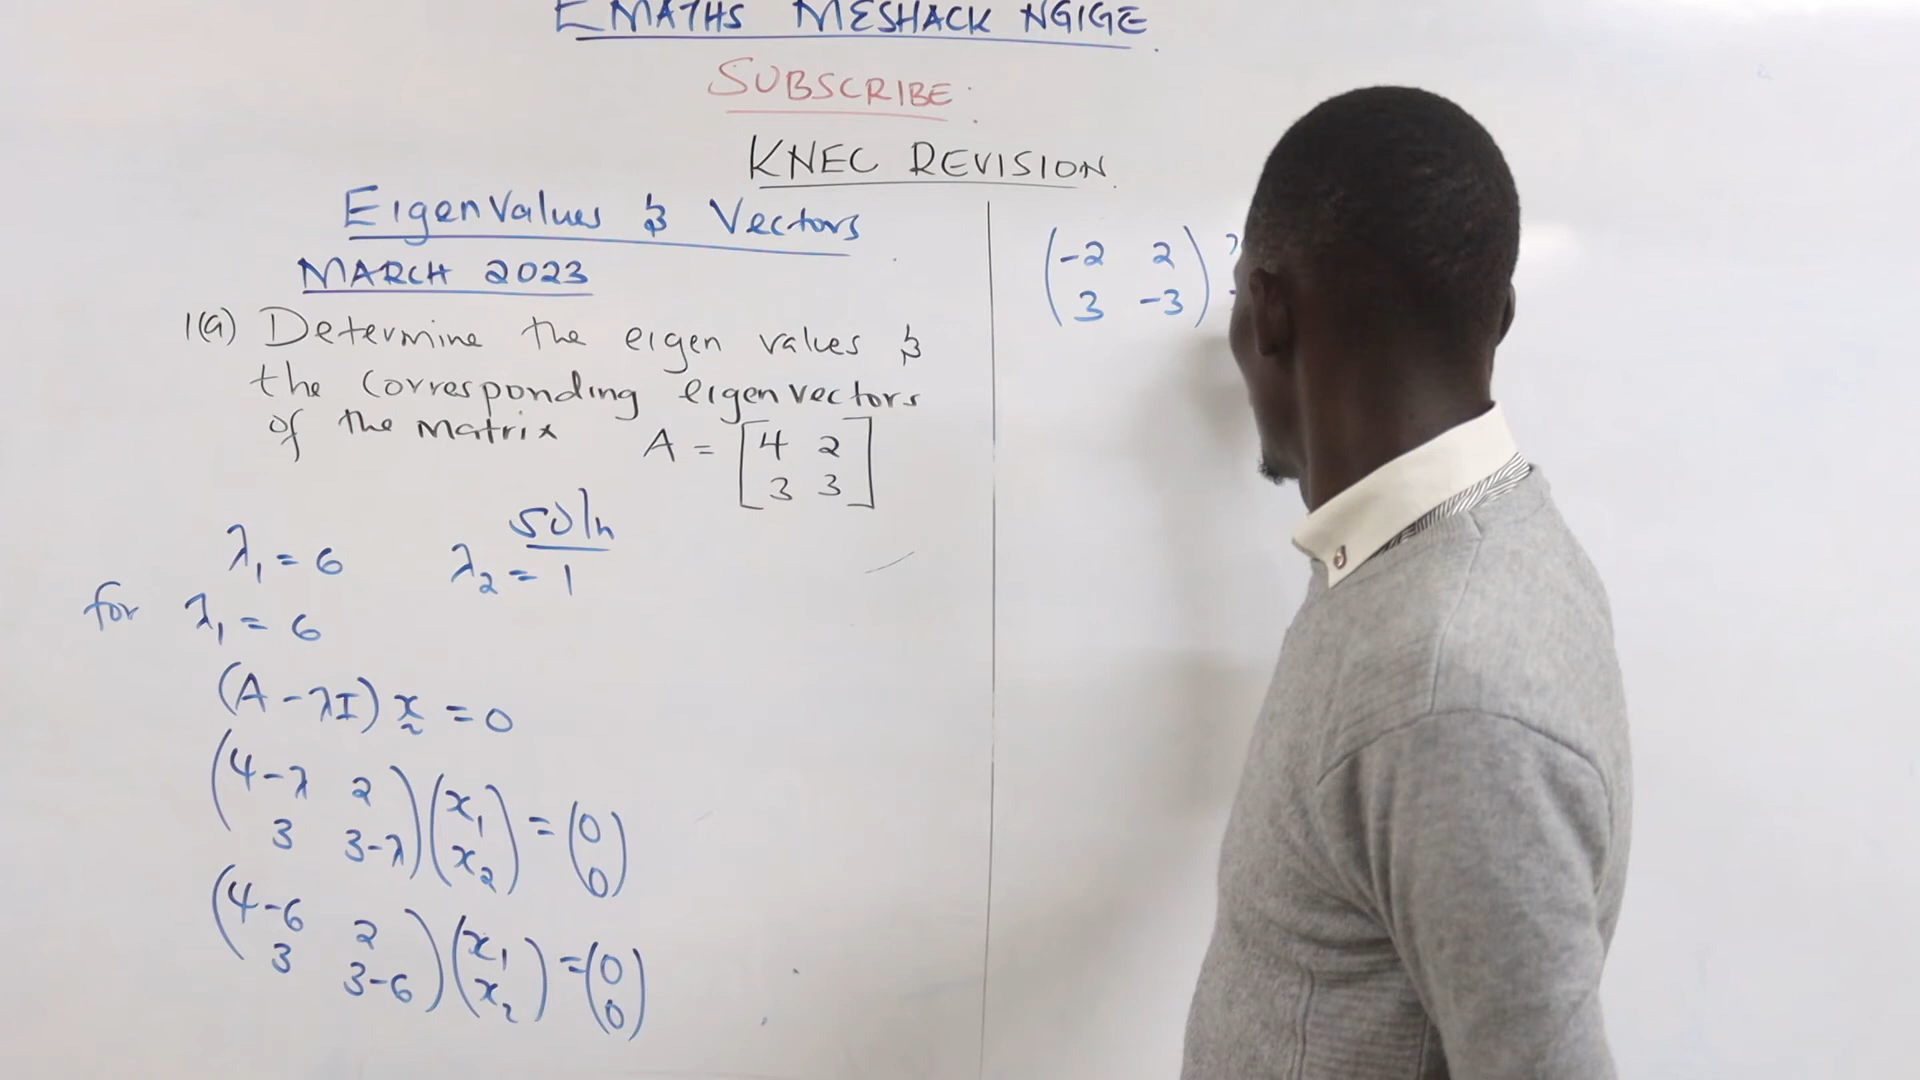 EMATHS MESHACK NGIGE
SUBSCRIBE:
KNEC REVISION
EigenValues & Vectors
MARCH 2023
1(a) Determine the eigen values &
the corresponding eigenvectors
of the matrix A = [4 2
3 3]
soln
λ₁ = 6 λ₂ = 1
for λ₁ = 6
(A - λI) x = 0
(4-λ 2
3 3-λ) (x₁
x₂) = (0
0)
(4-6 2
3 3-6) (x₁
x₂) = (0
0)
(-2 2
3 -3)